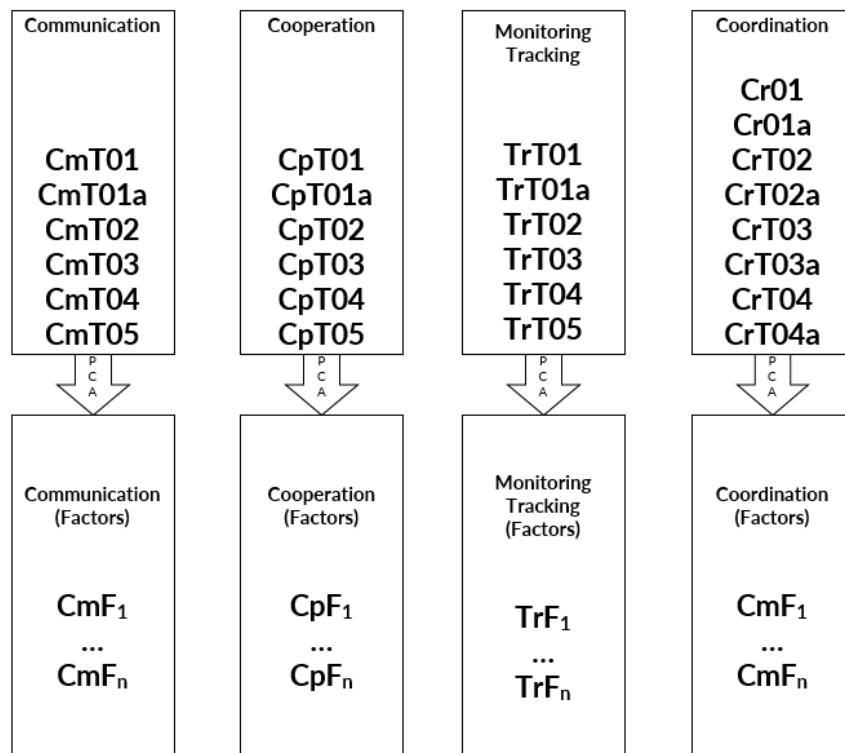 Communication
CmT01
CmT01a
CmT02
CmT03
CmT04
CmT05
Cooperation
CpT01
CpT01a
CpT02
CpT03
CpT04
CpT05
Monitoring
Tracking
TrT01
TrT01a
TrT02
TrT03
TrT04
TrT05
Coordination
Cr01
Cr01a
CrT02
CrT02a
CrT03
CrT03a
CrT04
CrT04a
P
C
A
P
C
A
P
C
A
P
C
A
Communication
(Factors)
CmF₁
...
CmFₙ
Cooperation
(Factors)
CpF₁
...
CpFₙ
Monitoring
Tracking
(Factors)
TrF₁
...
TrFₙ
Coordination
(Factors)
CmF₁
...
CmFₙ